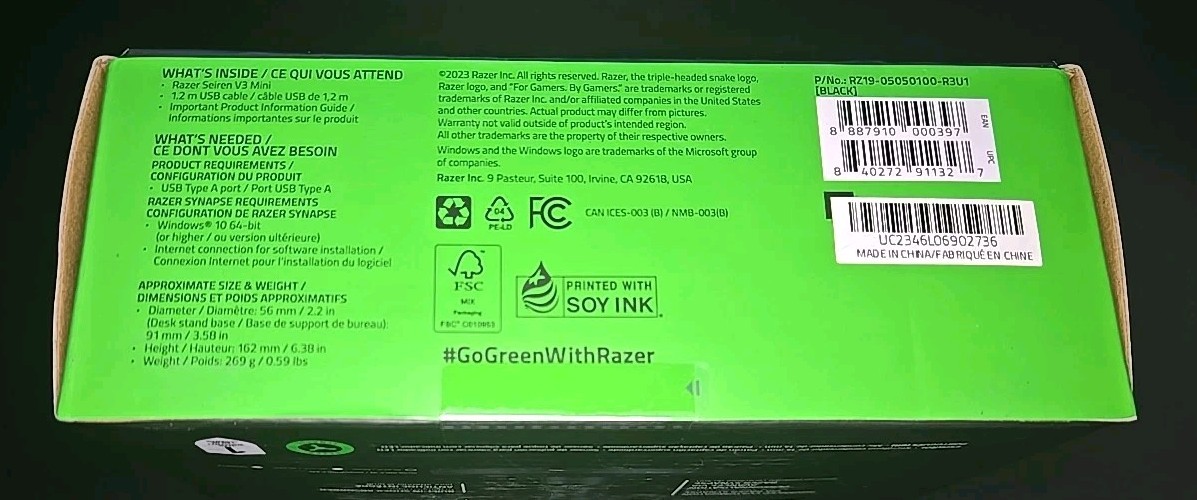 WHAT'S INSIDE / CE QUI VOUS ATTEND
• Razer Seiren V3 Mini
• 1.2 m USB cable / câble USB de 1,2 m
• Important Product Information Guide /
Informations importantes sur le produit
WHAT'S NEEDED /
CE DONT VOUS AVEZ BESOIN
PRODUCT REQUIREMENTS /
CONFIGURATION DU PRODUIT
• USB Type A port / Port USB Type A
RAZER SYNAPSE REQUIREMENTS
CONFIGURATION DE RAZER SYNAPSE
• Windows® 10 64-bit
(or higher / ou version ultérieure)
• Internet connection for software installation /
Connexion Internet pour l'installation du logiciel
APPROXIMATE SIZE & WEIGHT /
DIMENSIONS ET POIDS APPROXIMATIFS
• Diameter / Diamètre: 56 mm / 2.2 in
(Desk stand base / Base de support de bureau):
91 mm / 3.58 in
• Height / Hauteur: 162 mm / 6.38 in
• Weight / Poids: 269 g / 0.59 lbs
©2023 Razer Inc. All rights reserved. Razer, the triple-headed snake logo,
Razer logo, and "For Gamers. By Gamers." are trademarks or registered
trademarks of Razer Inc. and/or affiliated companies in the United States
and other countries. Actual product may differ from pictures.
Warranty not valid outside of product's intended region.
All other trademarks are the property of their respective owners.
Windows and the Windows logo are trademarks of the Microsoft group
of companies.
Razer Inc. 9 Pasteur, Suite 100, Irvine, CA 92618, USA
04
PE-LD
FC
CAN ICES-003 (B) / NMB-003(B)
FSC
MIX
Packaging
FSC® C010953
PRINTED WITH
SOY INK
#GoGreenWithRazer
P/No.: RZ19-05050100-R3U1
[BLACK]
8 887910 000397
EAN
8 40272 91132 7
UPC
UC2346L06902736
MADE IN CHINA/FABRIQUÉ EN CHINE